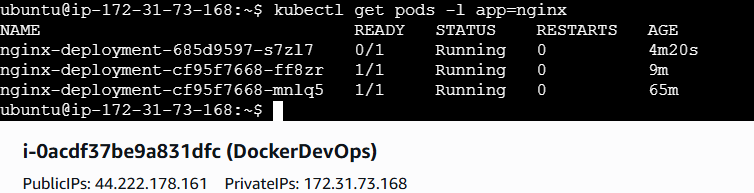 ubuntu@ip-172-31-73-168:~$ kubectl get pods -l app=nginx
NAME READY STATUS RESTARTS AGE
nginx-deployment-685d9597-s7zl7 0/1 Running 0 4m20s
nginx-deployment-cf95f7668-ff8zr 1/1 Running 0 9m
nginx-deployment-cf95f7668-mnlq5 1/1 Running 0 65m
ubuntu@ip-172-31-73-168:~$
i-0acdf37be9a831dfc (DockerDevOps)
PublicIPs: 44.222.178.161 PrivateIPs: 172.31.73.168